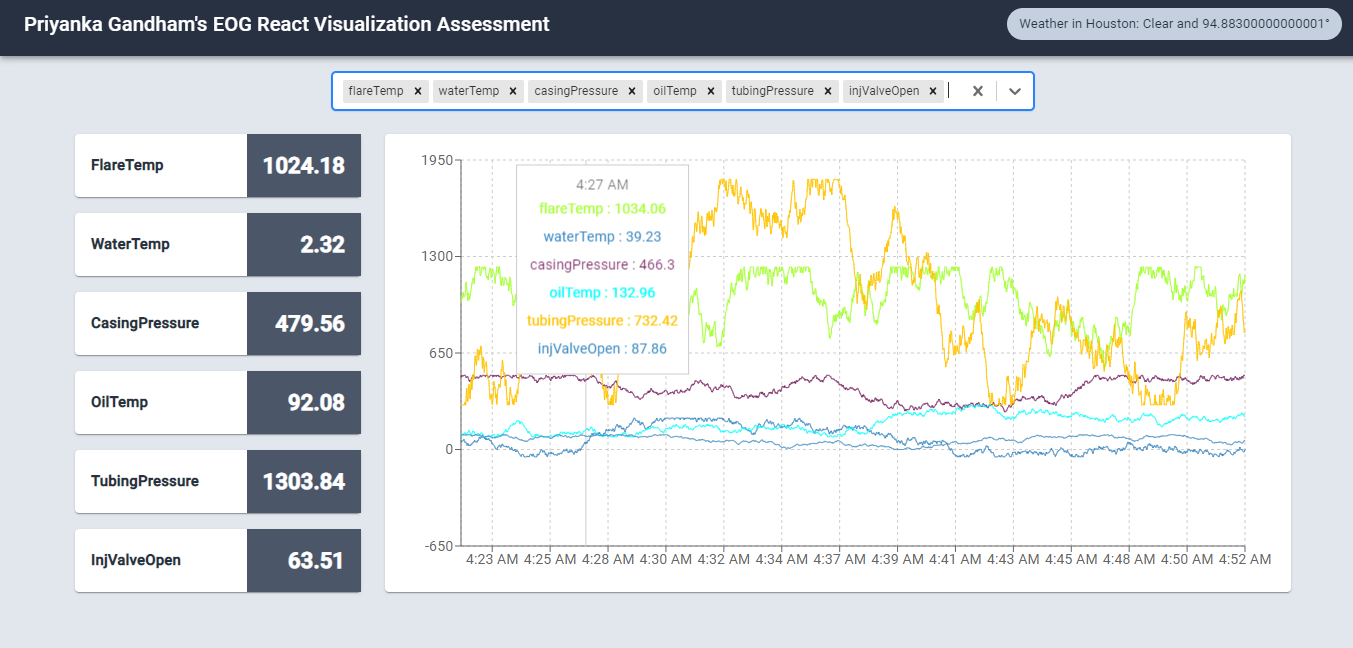 Priyanka Gandham's EOG React Visualization Assessment
Weather in Houston: Clear and 94.88300000000001°
flareTemp × waterTemp × casingPressure × oilTemp × tubingPressure × injValveOpen ×
FlareTemp 1024.18
WaterTemp 2.32
CasingPressure 479.56
OilTemp 92.08
TubingPressure 1303.84
InjValveOpen 63.51
1950
1300
650
0
-650
4:27 AM
flareTemp : 1034.06
waterTemp : 39.23
casingPressure : 466.3
oilTemp : 132.96
tubingPressure : 732.42
injValveOpen : 87.86
4:23 AM 4:25 AM 4:28 AM 4:30 AM 4:32 AM 4:34 AM 4:37 AM 4:39 AM 4:41 AM 4:43 AM 4:45 AM 4:48 AM 4:50 AM 4:52 AM